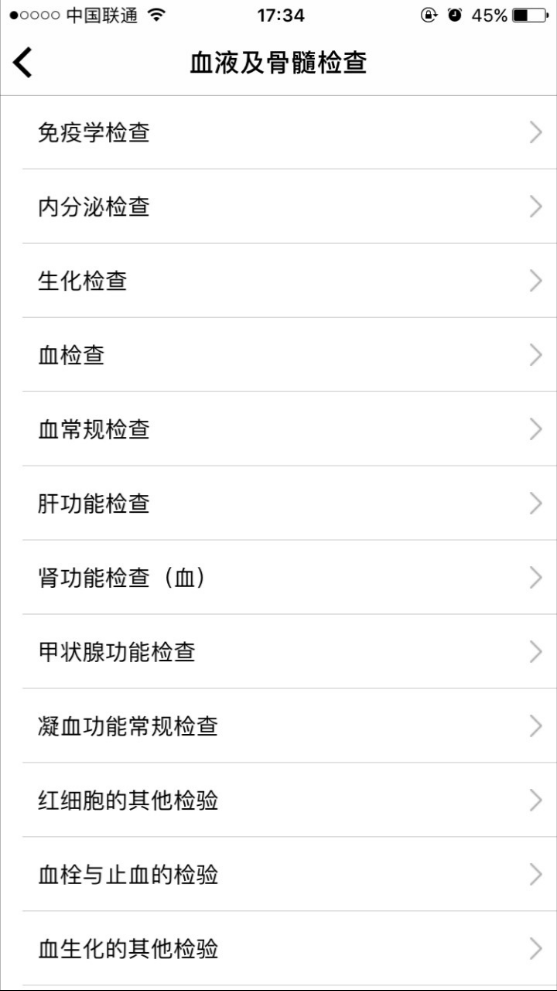 中国联通 17:34 45%
血液及骨髓检查
免疫学检查
内分泌检查
生化检查
血检查
血常规检查
肝功能检查
肾功能检查（血）
甲状腺功能检查
凝血功能常规检查
红细胞的其他检验
血栓与止血的检验
血生化的其他检验